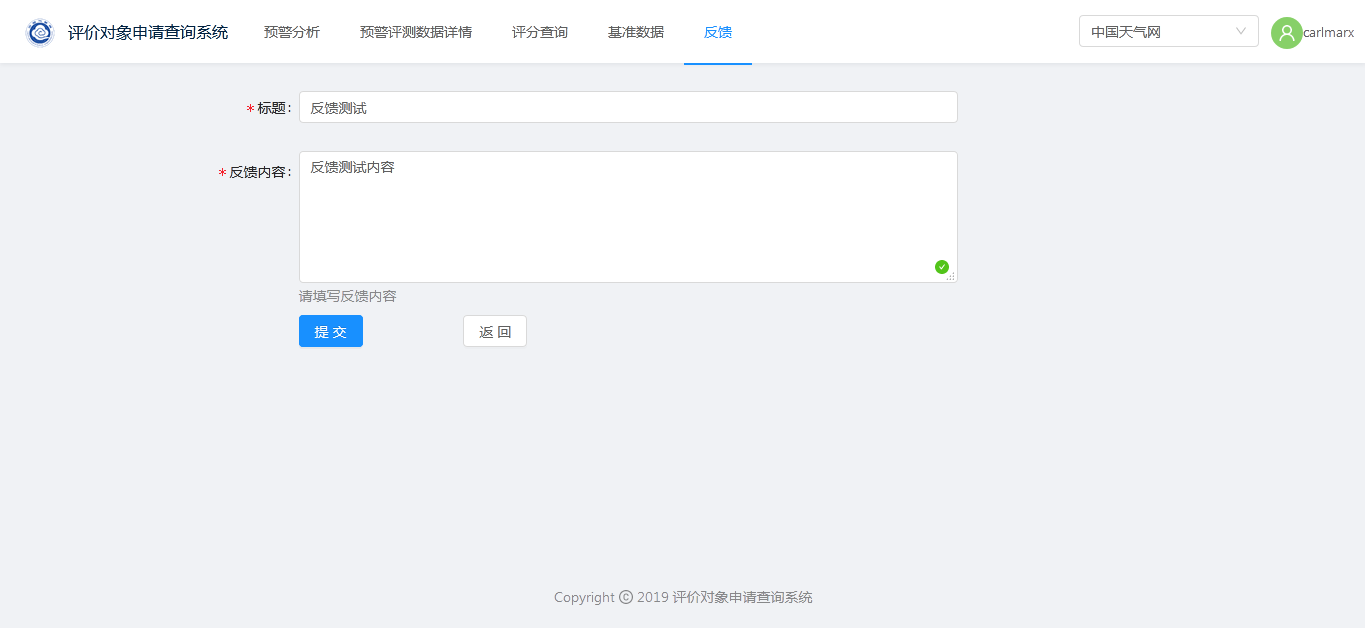 评价对象申请查询系统 预警分析 预警评测数据详情 评分查询 基准数据 反馈 中国天气网 carlmarx
* 标题: 反馈测试
* 反馈内容: 反馈测试内容
请填写反馈内容
提 交 返 回
Copyright © 2019 评价对象申请查询系统